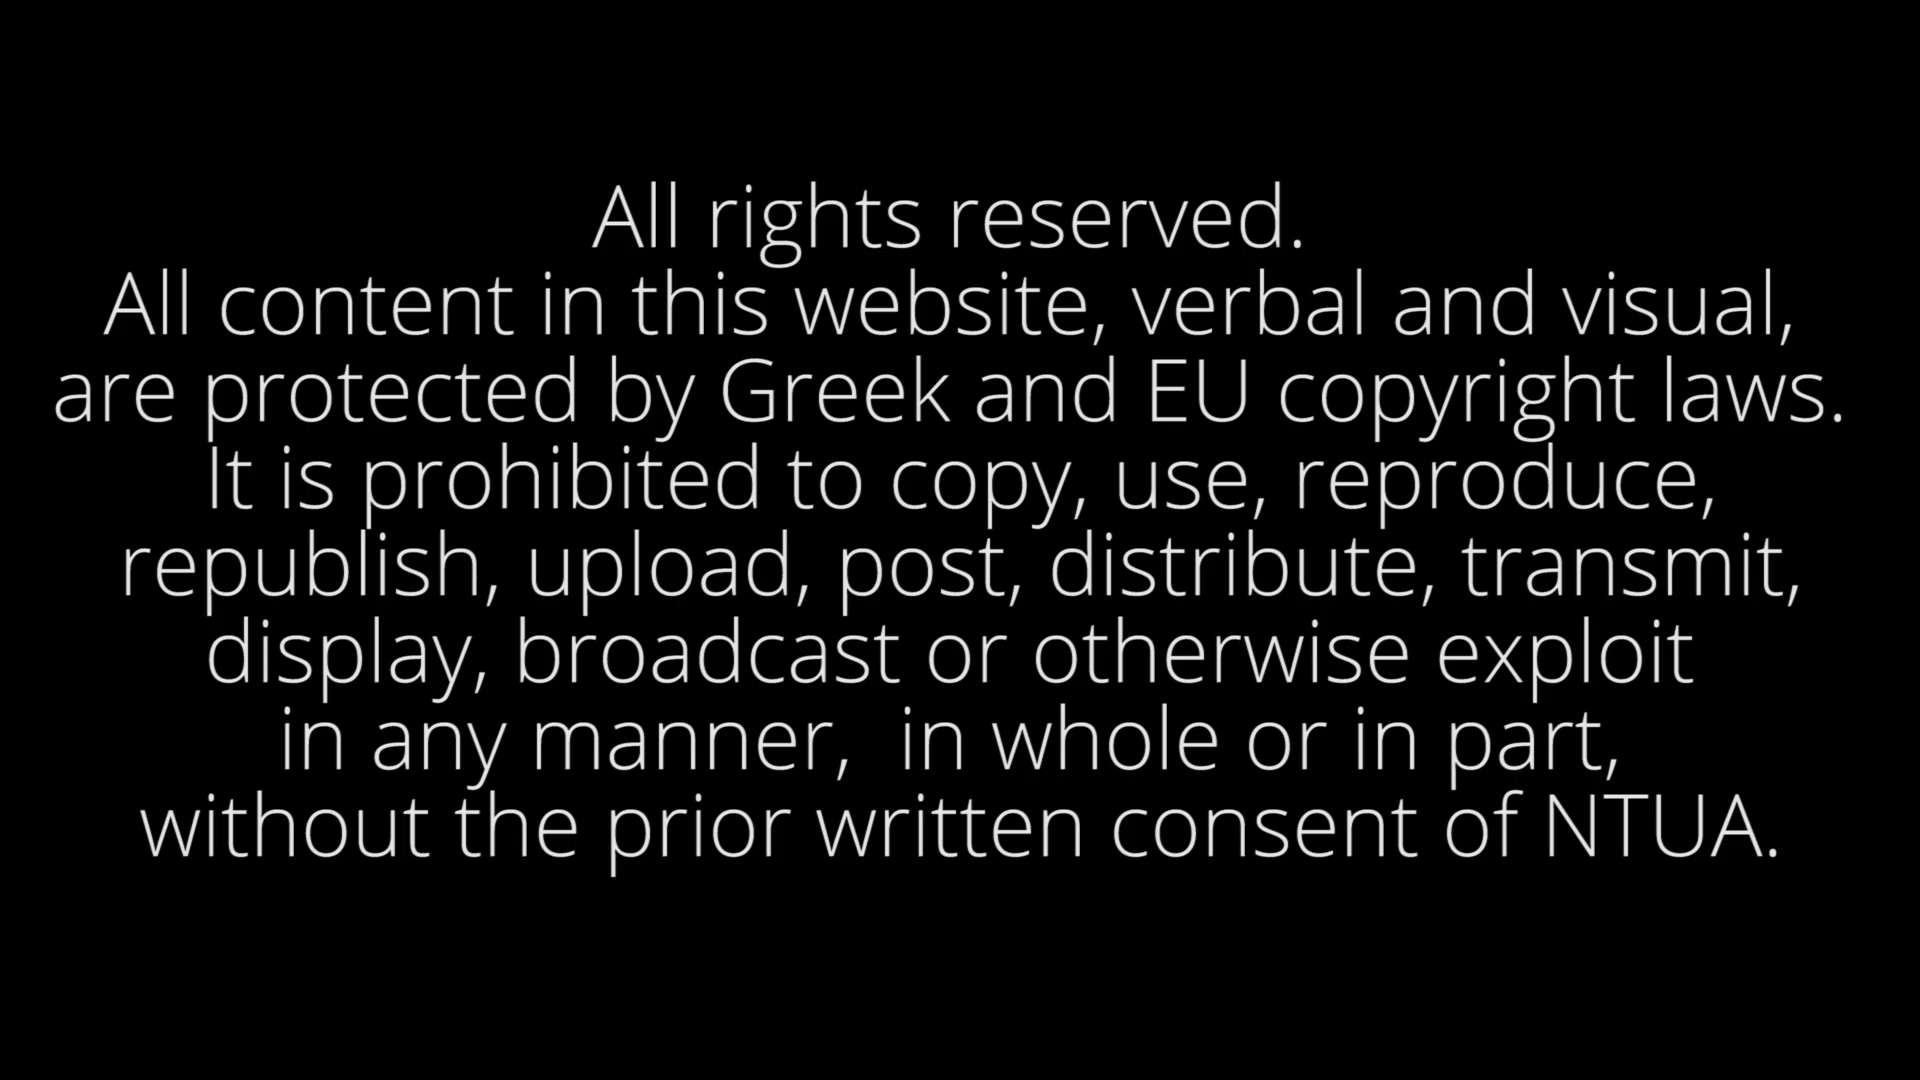 All rights reserved.
All content in this website, verbal and visual,
are protected by Greek and EU copyright laws.
It is prohibited to copy, use, reproduce,
republish, upload, post, distribute, transmit,
display, broadcast or otherwise exploit
in any manner,  in whole or in part,
without the prior written consent of NTUA.